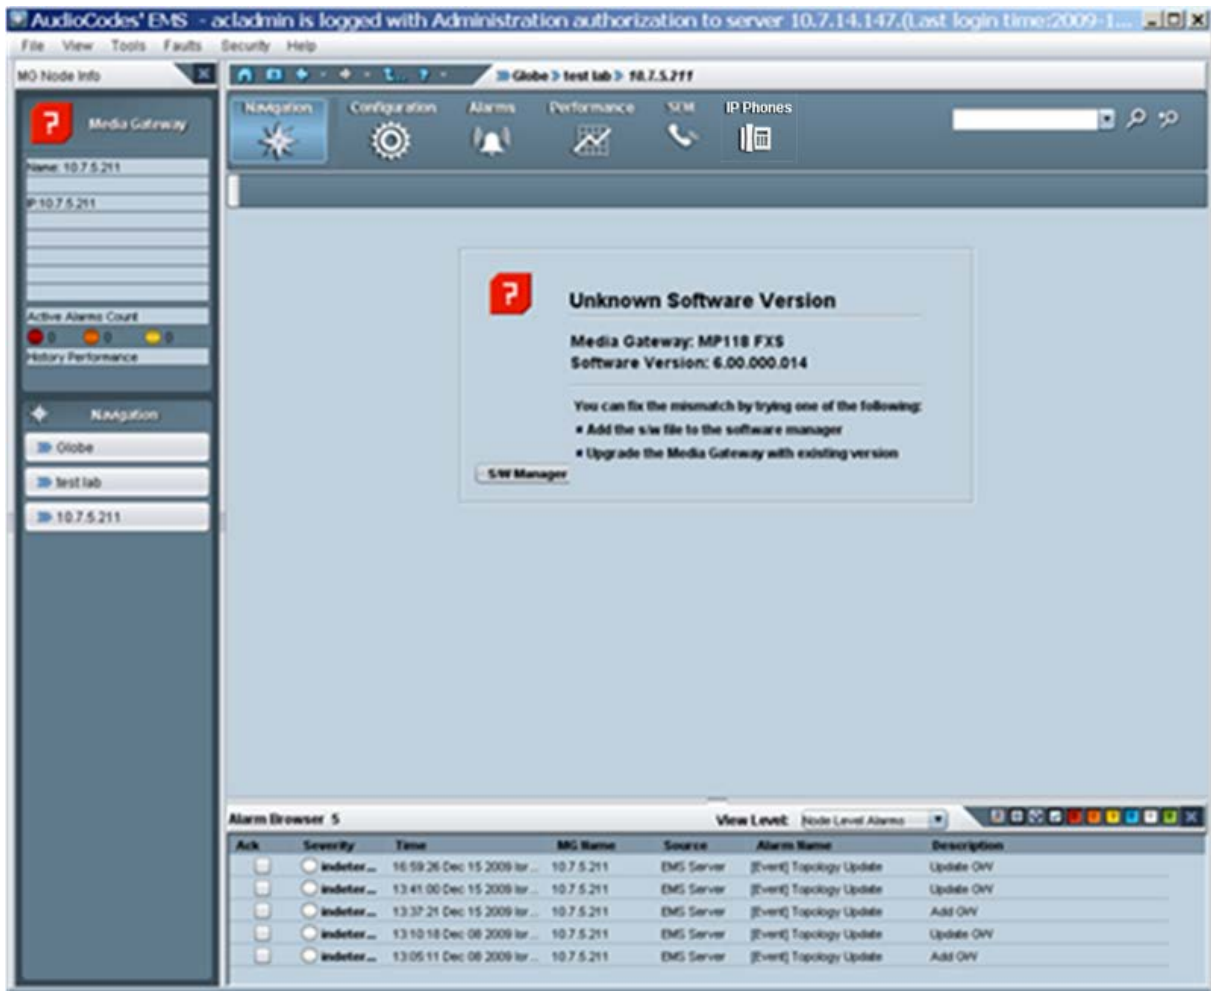 AudioCodes' EMS - acladmin is logged with Administration authorization to server 10.7.14.147.(Last login time:2009-1...
File View Tools Faults Security Help
MG Node Info
Globe test lab 10.7.5.211
Media Gateway
Navigation Configuration Alarms Performance SEM IP Phones
Name: 10.7.5.211
IP:10.7.5.211
Active Alarms Count
0 0 0
History Performance
Navigation
Globe
test lab
10.7.5.211
Unknown Software Version
Media Gateway: MP118 FXS
Software Version: 6.00.000.014
You can fix the mismatch by trying one of the following:
Add the s/w file to the software manager
Upgrade the Media Gateway with existing version
S/W Manager
Alarm Browser 5
View Level: Node Level Alarms
Ack Severity Time MG Name Source Alarm Name Description
indeter... 16:59:26 Dec 15 2009 Isr... 10.7.5.211 EMS Server [Event] Topology Update Update GW
indeter... 13:41:00 Dec 15 2009 Isr... 10.7.5.211 EMS Server [Event] Topology Update Update GW
indeter... 13:37:21 Dec 15 2009 Isr... 10.7.5.211 EMS Server [Event] Topology Update Add GW
indeter... 13:10:18 Dec 08 2009 Isr... 10.7.5.211 EMS Server [Event] Topology Update Update GW
indeter... 13:05:11 Dec 08 2009 Isr... 10.7.5.211 EMS Server [Event] Topology Update Add GW